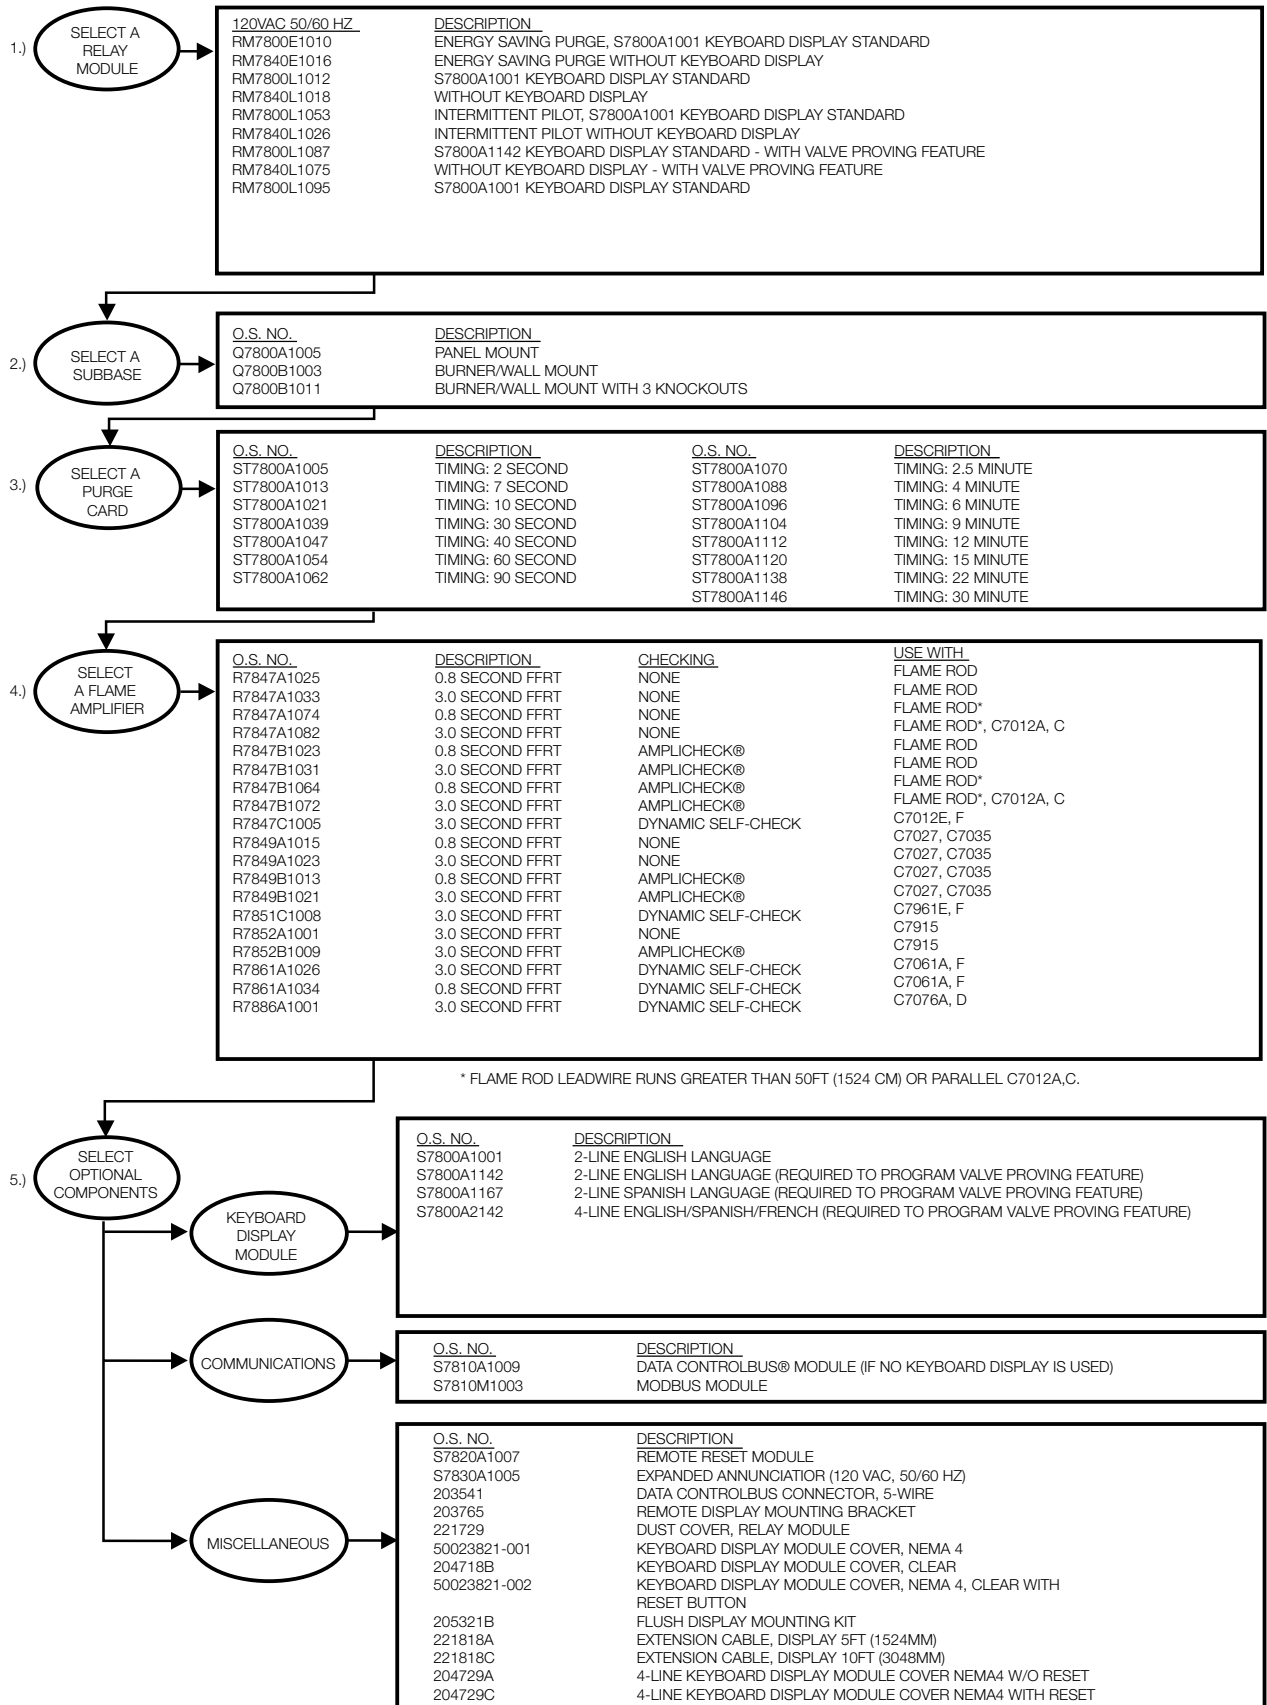 1.)
SELECT A
RELAY
MODULE
120VAC 50/60 HZ DESCRIPTION
RM7800E1010 ENERGY SAVING PURGE, S7800A1001 KEYBOARD DISPLAY STANDARD
RM7840E1016 ENERGY SAVING PURGE WITHOUT KEYBOARD DISPLAY
RM7800L1012 S7800A1001 KEYBOARD DISPLAY STANDARD
RM7840L1018 WITHOUT KEYBOARD DISPLAY
RM7800L1053 INTERMITTENT PILOT, S7800A1001 KEYBOARD DISPLAY STANDARD
RM7840L1026 INTERMITTENT PILOT WITHOUT KEYBOARD DISPLAY
RM7800L1087 S7800A1142 KEYBOARD DISPLAY STANDARD - WITH VALVE PROVING FEATURE
RM7840L1075 WITHOUT KEYBOARD DISPLAY - WITH VALVE PROVING FEATURE
RM7800L1095 S7800A1001 KEYBOARD DISPLAY STANDARD
2.)
SELECT A
SUBBASE
O.S. NO. DESCRIPTION
Q7800A1005 PANEL MOUNT
Q7800B1003 BURNER/WALL MOUNT
Q7800B1011 BURNER/WALL MOUNT WITH 3 KNOCKOUTS
3.)
SELECT A
PURGE
CARD
O.S. NO. DESCRIPTION O.S. NO. DESCRIPTION
ST7800A1005 TIMING: 2 SECOND ST7800A1070 TIMING: 2.5 MINUTE
ST7800A1013 TIMING: 7 SECOND ST7800A1088 TIMING: 4 MINUTE
ST7800A1021 TIMING: 10 SECOND ST7800A1096 TIMING: 6 MINUTE
ST7800A1039 TIMING: 30 SECOND ST7800A1104 TIMING: 9 MINUTE
ST7800A1047 TIMING: 40 SECOND ST7800A1112 TIMING: 12 MINUTE
ST7800A1054 TIMING: 60 SECOND ST7800A1120 TIMING: 15 MINUTE
ST7800A1062 TIMING: 90 SECOND ST7800A1138 TIMING: 22 MINUTE
ST7800A1146 TIMING: 30 MINUTE
4.)
SELECT
A FLAME
AMPLIFIER
O.S. NO. DESCRIPTION CHECKING USE WITH
R7847A1025 0.8 SECOND FFRT NONE FLAME ROD
R7847A1033 3.0 SECOND FFRT NONE FLAME ROD
R7847A1074 0.8 SECOND FFRT NONE FLAME ROD*
R7847A1082 3.0 SECOND FFRT NONE FLAME ROD*, C7012A, C
R7847B1023 0.8 SECOND FFRT AMPLICHECK® FLAME ROD
R7847B1031 3.0 SECOND FFRT AMPLICHECK® FLAME ROD
R7847B1064 0.8 SECOND FFRT AMPLICHECK® FLAME ROD*
R7847B1072 3.0 SECOND FFRT AMPLICHECK® FLAME ROD*, C7012A, C
R7847C1005 3.0 SECOND FFRT DYNAMIC SELF-CHECK C7012E, F
R7849A1015 0.8 SECOND FFRT NONE C7027, C7035
R7849A1023 3.0 SECOND FFRT NONE C7027, C7035
R7849B1013 0.8 SECOND FFRT AMPLICHECK® C7027, C7035
R7849B1021 3.0 SECOND FFRT AMPLICHECK® C7027, C7035
R7851C1008 3.0 SECOND FFRT DYNAMIC SELF-CHECK C7961E, F
R7852A1001 3.0 SECOND FFRT NONE C7915
R7852B1009 3.0 SECOND FFRT AMPLICHECK® C7915
R7861A1026 3.0 SECOND FFRT DYNAMIC SELF-CHECK C7061A, F
R7861A1034 0.8 SECOND FFRT DYNAMIC SELF-CHECK C7061A, F
R7886A1001 3.0 SECOND FFRT DYNAMIC SELF-CHECK C7076A, D
* FLAME ROD LEADWIRE RUNS GREATER THAN 50FT (1524 CM) OR PARALLEL C7012A,C.
5.)
SELECT
OPTIONAL
COMPONENTS
KEYBOARD
DISPLAY
MODULE
O.S. NO. DESCRIPTION
S7800A1001 2-LINE ENGLISH LANGUAGE
S7800A1142 2-LINE ENGLISH LANGUAGE (REQUIRED TO PROGRAM VALVE PROVING FEATURE)
S7800A1167 2-LINE SPANISH LANGUAGE (REQUIRED TO PROGRAM VALVE PROVING FEATURE)
S7800A2142 4-LINE ENGLISH/SPANISH/FRENCH (REQUIRED TO PROGRAM VALVE PROVING FEATURE)
COMMUNICATIONS
O.S. NO. DESCRIPTION
S7810A1009 DATA CONTROLBUS® MODULE (IF NO KEYBOARD DISPLAY IS USED)
S7810M1003 MODBUS MODULE
MISCELLANEOUS
O.S. NO. DESCRIPTION
S7820A1007 REMOTE RESET MODULE
S7830A1005 EXPANDED ANNUNCIATIOR (120 VAC, 50/60 HZ)
203541 DATA CONTROLBUS CONNECTOR, 5-WIRE
203765 REMOTE DISPLAY MOUNTING BRACKET
221729 DUST COVER, RELAY MODULE
50023821-001 KEYBOARD DISPLAY MODULE COVER, NEMA 4
204718B KEYBOARD DISPLAY MODULE COVER, CLEAR
50023821-002 KEYBOARD DISPLAY MODULE COVER, NEMA 4, CLEAR WITH
RESET BUTTON
205321B FLUSH DISPLAY MOUNTING KIT
221818A EXTENSION CABLE, DISPLAY 5FT (1524MM)
221818C EXTENSION CABLE, DISPLAY 10FT (3048MM)
204729A 4-LINE KEYBOARD DISPLAY MODULE COVER NEMA4 W/O RESET
204729C 4-LINE KEYBOARD DISPLAY MODULE COVER NEMA4 WITH RESET